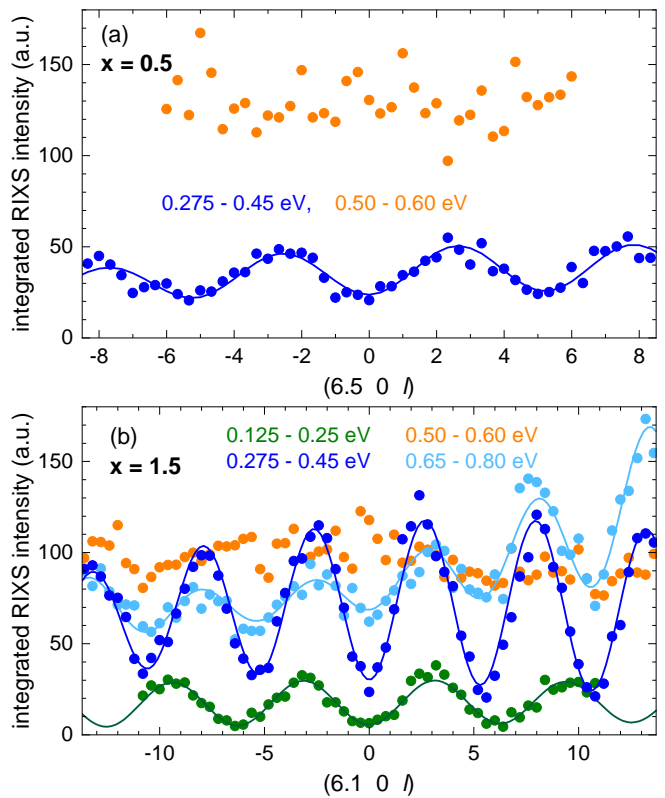 (a)
x = 0.5
integrated RIXS intensity (a.u.)
150
100
50
0
0.275 - 0.45 eV, 0.50 - 0.60 eV
-8 -6 -4 -2 0 2 4 6 8
(6.5 0 l)
(b)
x = 1.5
0.125 - 0.25 eV 0.50 - 0.60 eV
0.275 - 0.45 eV 0.65 - 0.80 eV
integrated RIXS intensity (a.u.)
150
100
50
0
-10 -5 0 5 10
(6.1 0 l)